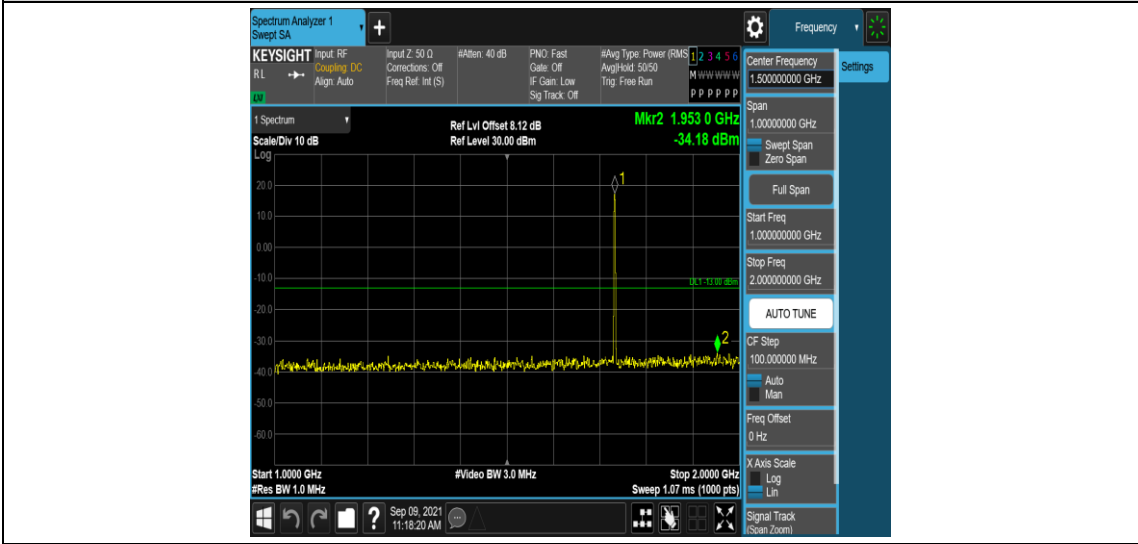 Spectrum Analyzer 1
Swept SA
+
Frequency
KEYSIGHT
RL
LXI
Input: RF
Coupling: DC
Align: Auto
Input Z: 50 Ω
Corrections: Off
Freq Ref: Int (S)
#Atten: 40 dB
PNO: Fast
Gate: Off
IF Gain: Low
Sig Track: Off
#Avg Type: Power (RMS
Avg|Hold: 50/50
Trig: Free Run
1 2 3 4 5 6
M W W W W W
P P P P P P
1 Spectrum
Scale/Div 10 dB
Log
Ref Lvl Offset 8.12 dB
Ref Level 30.00 dBm
Mkr2 1.953 0 GHz
-34.18 dBm
1
20.0
10.0
0.00
-10.0
DL1 -13.00 dBm
-20.0
-30.0
2
-40.0
-50.0
-60.0
Start 1.0000 GHz
#Res BW 1.0 MHz
#Video BW 3.0 MHz
Stop 2.0000 GHz
Sweep 1.07 ms (1000 pts)
?
Sep 09, 2021
11:18:20 AM
Center Frequency
1.50000000 GHz
Settings
Span
1.00000000 GHz
Swept Span
Zero Span
Full Span
Start Freq
1.000000000 GHz
Stop Freq
2.000000000 GHz
AUTO TUNE
CF Step
100.000000 MHz
Auto
Man
Freq Offset
0 Hz
X Axis Scale
Log
Lin
Signal Track
(Span Zoom)